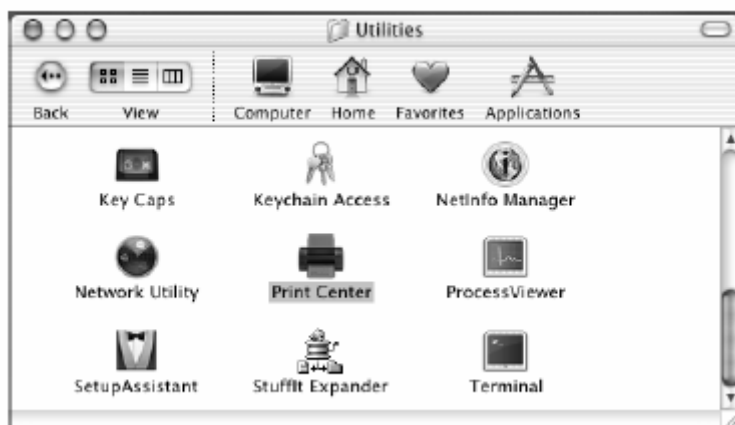 Utilities
Back View Computer Home Favorites Applications
Key Caps Keychain Access NetInfo Manager
Network Utility Print Center ProcessViewer
SetupAssistant StuffIt Expander Terminal